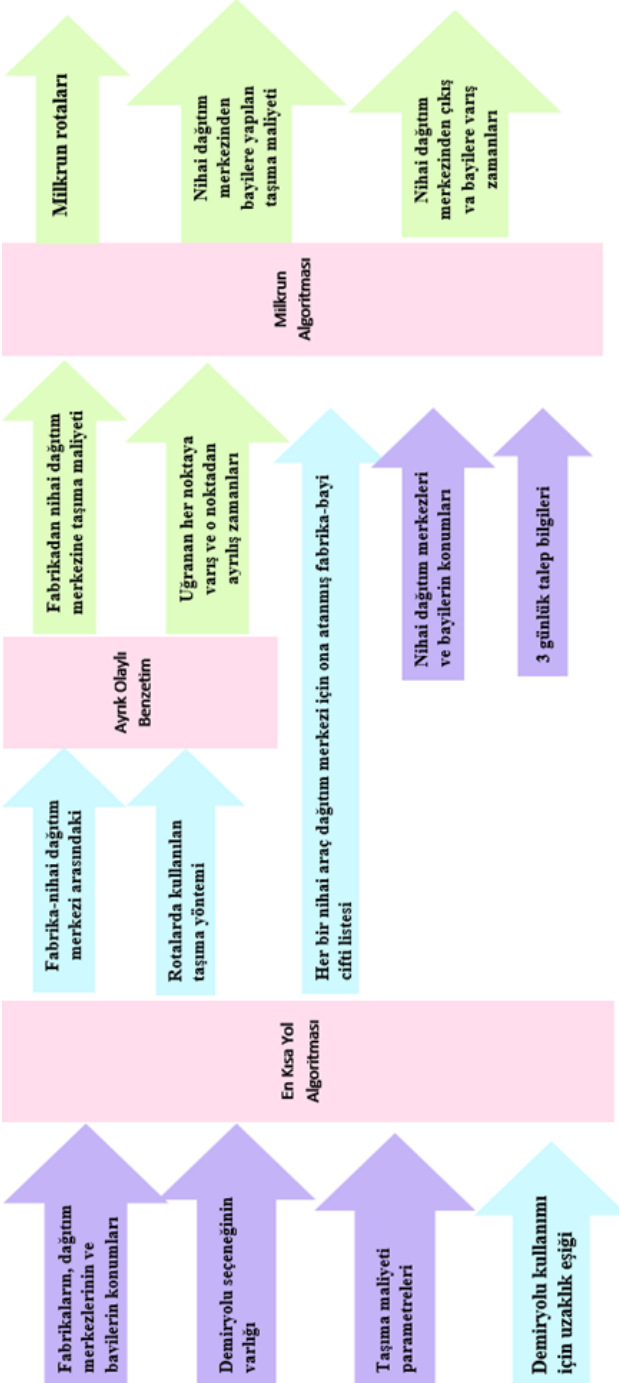 Fabrikaların, dağıtım
merkezlerinin ve
bayilerin konumları
Demiryolu seçeneğinin
varlığı
Taşıma maliyeti
parametreleri
Demiryolu kullanımı
için uzaklık eşiği
En Kısa Yol
Algoritması
Fabrika-nihai dağıtım
merkezi arasındaki
Rotalarda kullanılan
taşıma yöntemi
Her bir nihai araç dağıtım merkezi için ona atanmış fabrika-bayi
cifti listesi
Ayrık Olaylı
Benzetim
Fabrikadan nihai dağıtım
merkezine taşıma maliyeti
Uğranan her noktaya
varış ve o noktadan
ayrılış zamanları
Nihai dağıtım merkezleri
ve bayilerin konumları
3 günlük talep bilgileri
Milkrun
Algoritması
Milkrun rotaları
Nihai dağıtım
merkezinden
bayilere yapılan
taşıma maliyeti
Nihai dağıtım
merkezinden çıkış
va bayilere varış
zamanları